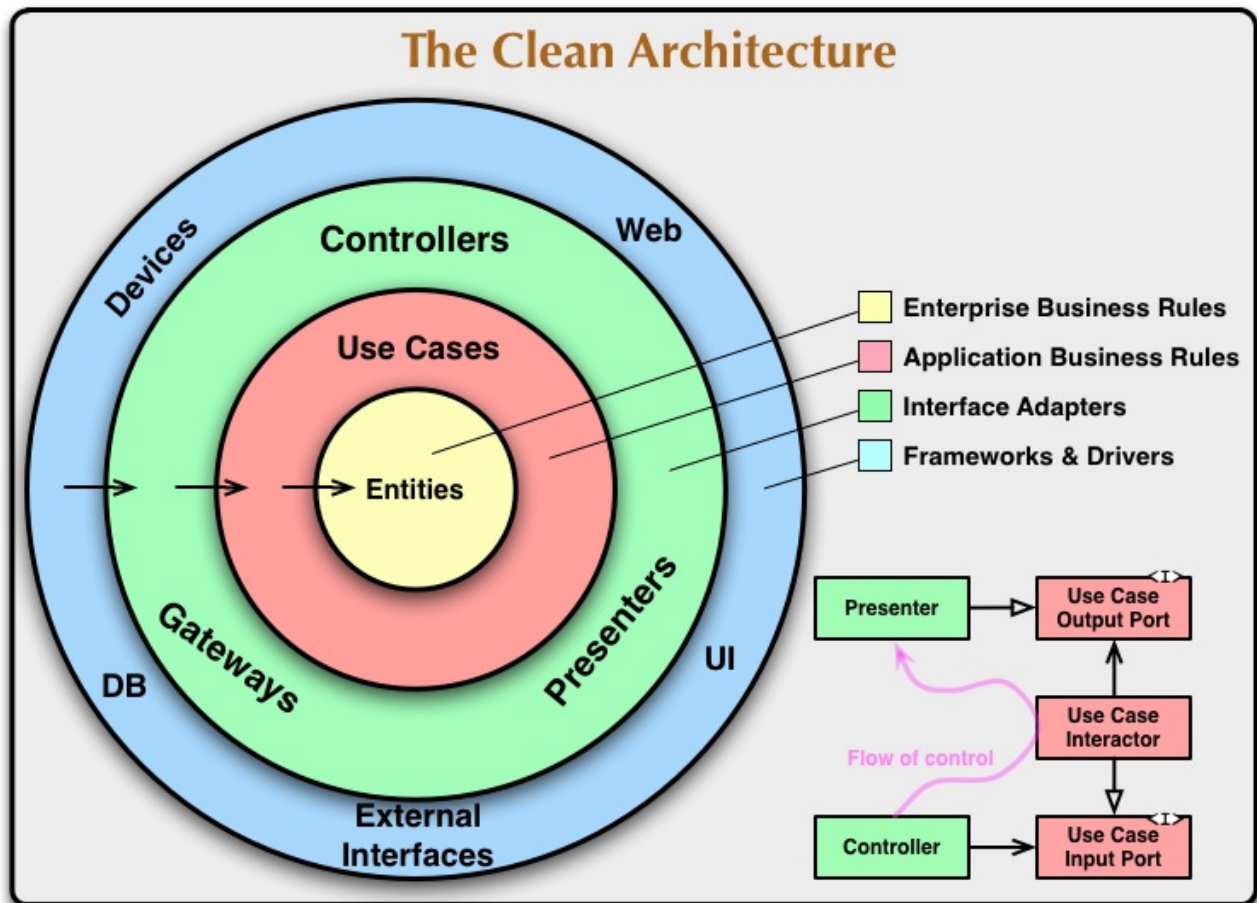 The Clean Architecture
Devices
Controllers
Web
Use Cases
Entities
Gateways
Presenters
DB
UI
External
Interfaces
Enterprise Business Rules
Application Business Rules
Interface Adapters
Frameworks & Drivers
Presenter
<I>
Use Case
Output Port
Use Case
Interactor
Flow of control
Controller
<I>
Use Case
Input Port